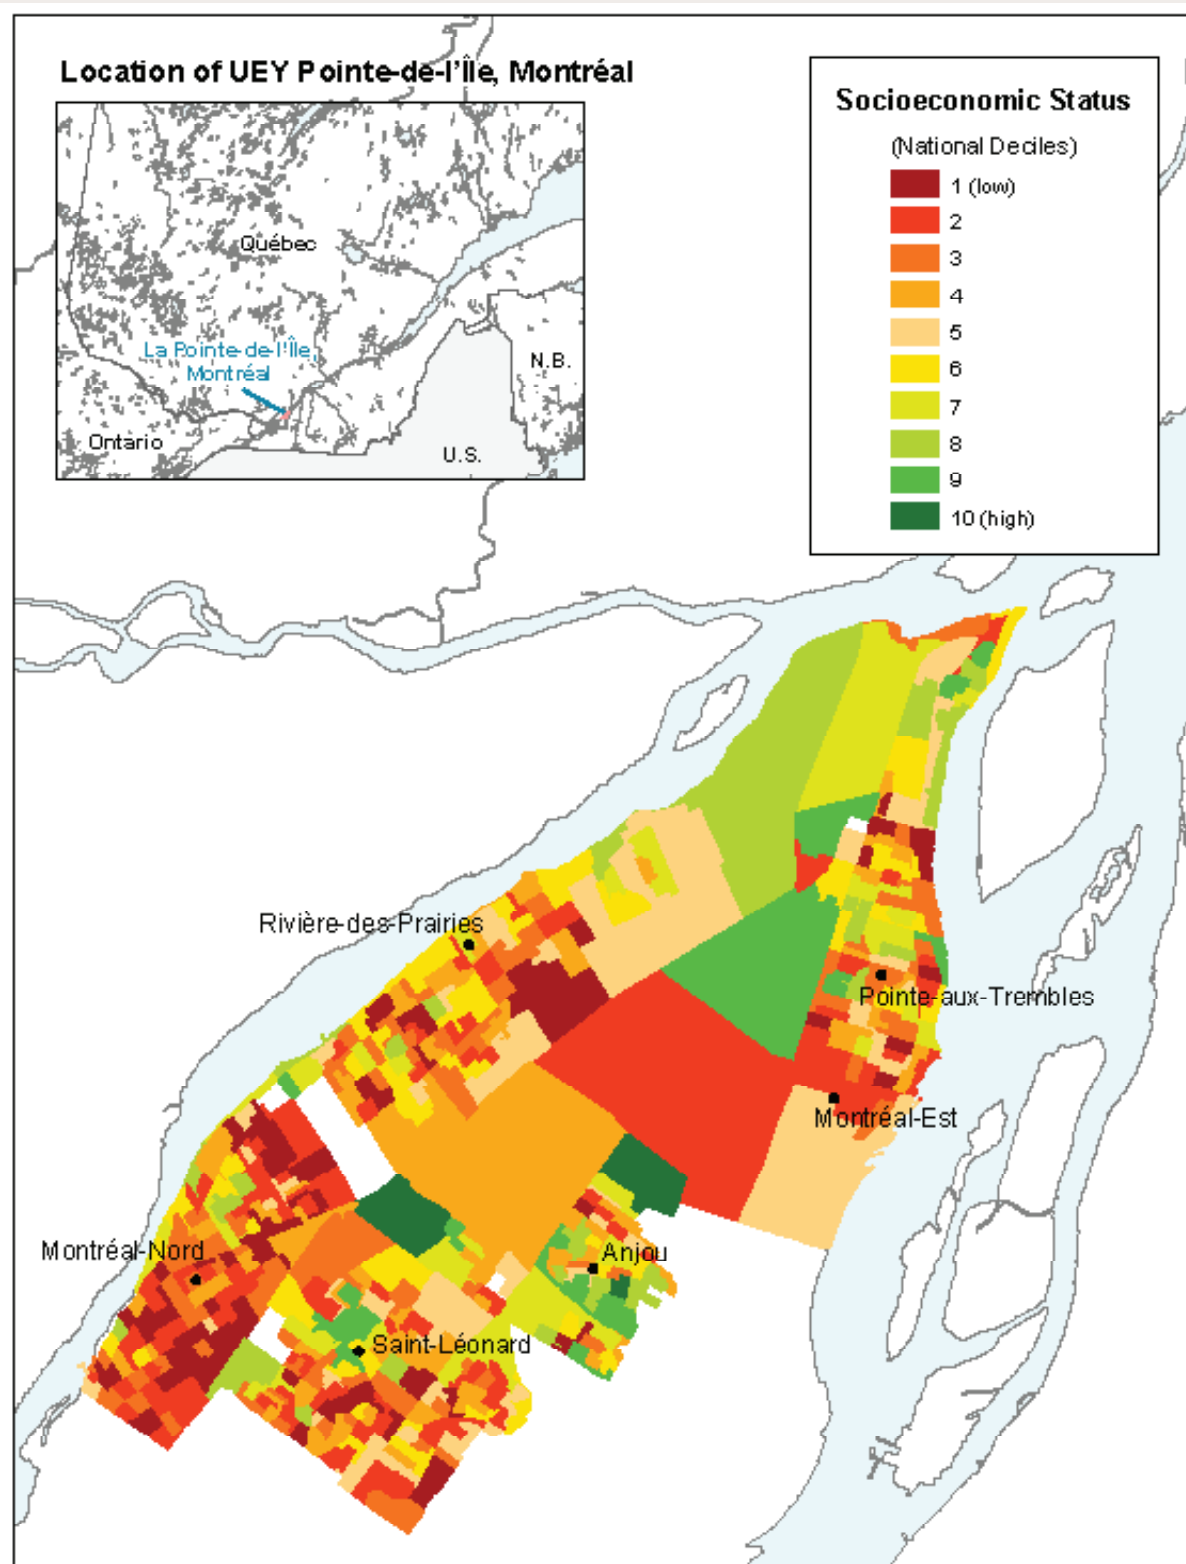 Location of UEY Pointe-de-l'Île, Montréal
Québec
La Pointe-de-l'Île,
Montréal
N.B.
Ontario
U.S.
Socioeconomic Status
(National Deciles)
1 (low)
2
3
4
5
6
7
8
9
10 (high)
Rivière-des-Prairies
Pointe-aux-Trembles
Montréal-Est
Montréal-Nord
Anjou
Saint-Léonard